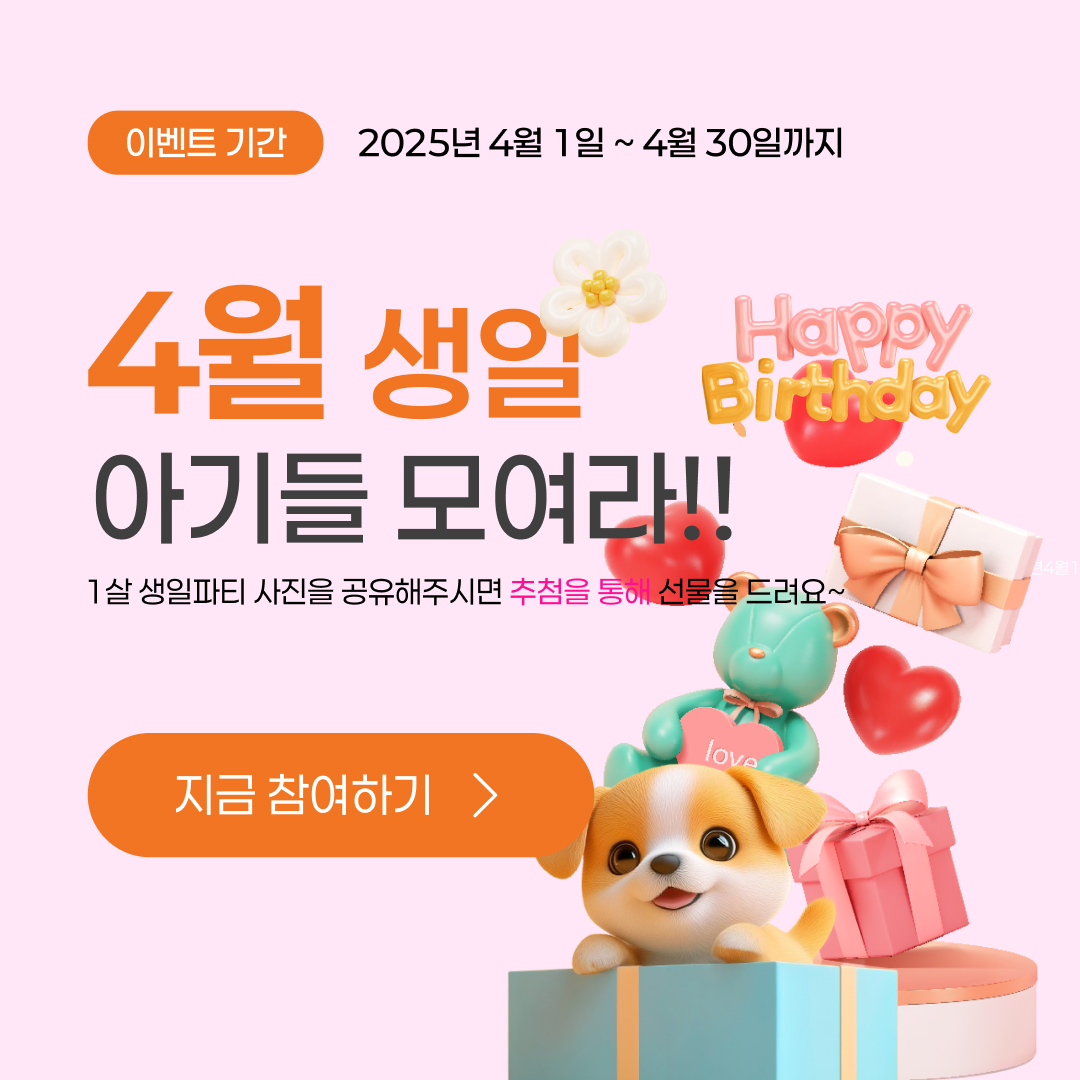 이벤트 기간 2025년 4월 1일 ~ 4월 30일까지
4월 생일
Happy
Birthday
아기들 모여라!!
1살 생일파티 사진을 공유해주시면 추첨을 통해 선물을 드려요~
love
지금 참여하기